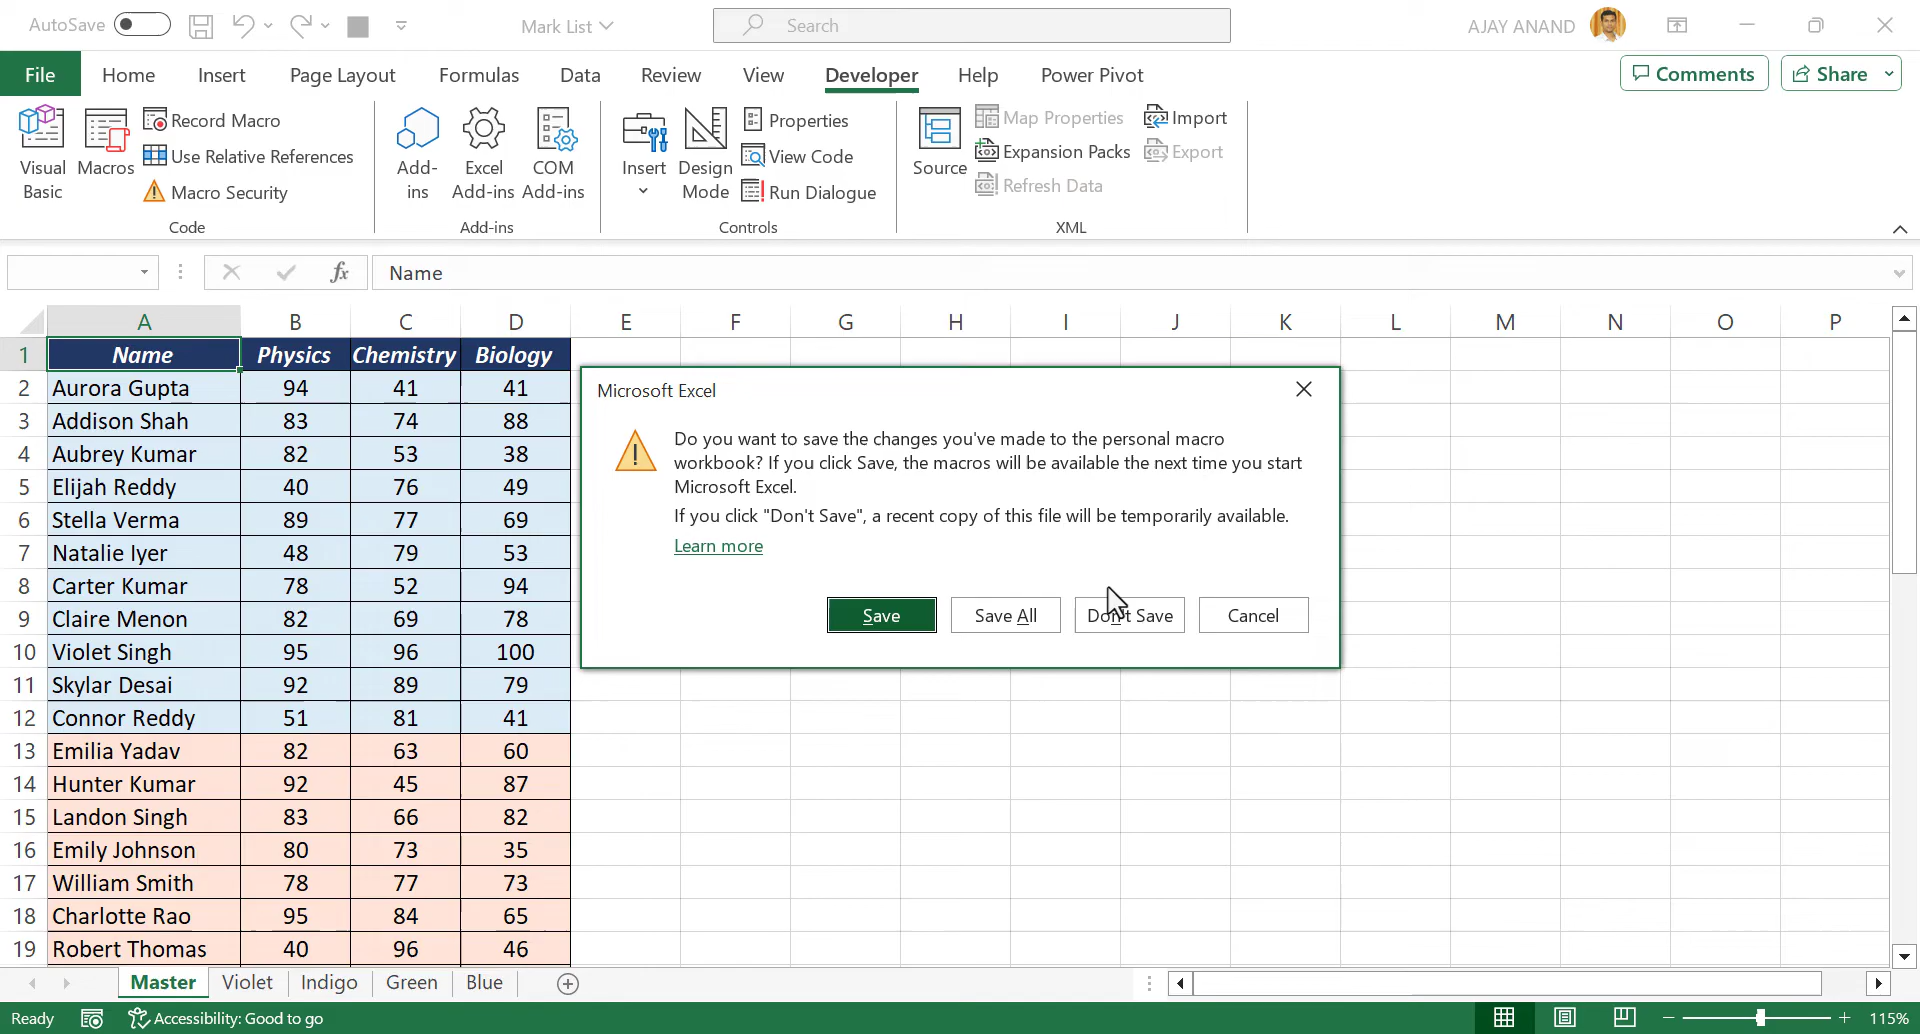 AutoSave Mark List Search AJAY ANAND
File Home Insert Page Layout Formulas Data Review View Developer Help Power Pivot Comments Share
Visual Basic
Macros
Record Macro
Use Relative References
Macro Security
Code
Add-ins
Excel Add-ins
COM Add-ins
Add-ins
Insert
Design Mode
Properties
View Code
Run Dialogue
Controls
Source
Map Properties
Expansion Packs
Refresh Data
Import
Export
XML
fx Name
A B C D E F G H I J K L M N O P
1 Name Physics Chemistry Biology
2 Aurora Gupta 94 41 41
3 Addison Shah 83 74 88
4 Aubrey Kumar 82 53 38
5 Elijah Reddy 40 76 49
6 Stella Verma 89 77 69
7 Natalie Iyer 48 79 53
8 Carter Kumar 78 52 94
9 Claire Menon 82 69 78
10 Violet Singh 95 96 100
11 Skylar Desai 92 89 79
12 Connor Reddy 51 81 41
13 Emilia Yadav 82 63 60
14 Hunter Kumar 92 45 87
15 Landon Singh 83 66 82
16 Emily Johnson 80 73 35
17 William Smith 78 77 73
18 Charlotte Rao 95 84 65
19 Robert Thomas 40 96 46
Microsoft Excel
Do you want to save the changes you've made to the personal macro
workbook? If you click Save, the macros will be available the next time you start
Microsoft Excel.
If you click "Don't Save", a recent copy of this file will be temporarily available.
Learn more
Save Save All Don't Save Cancel
Master Violet Indigo Green Blue
Ready Accessibility: Good to go 115%